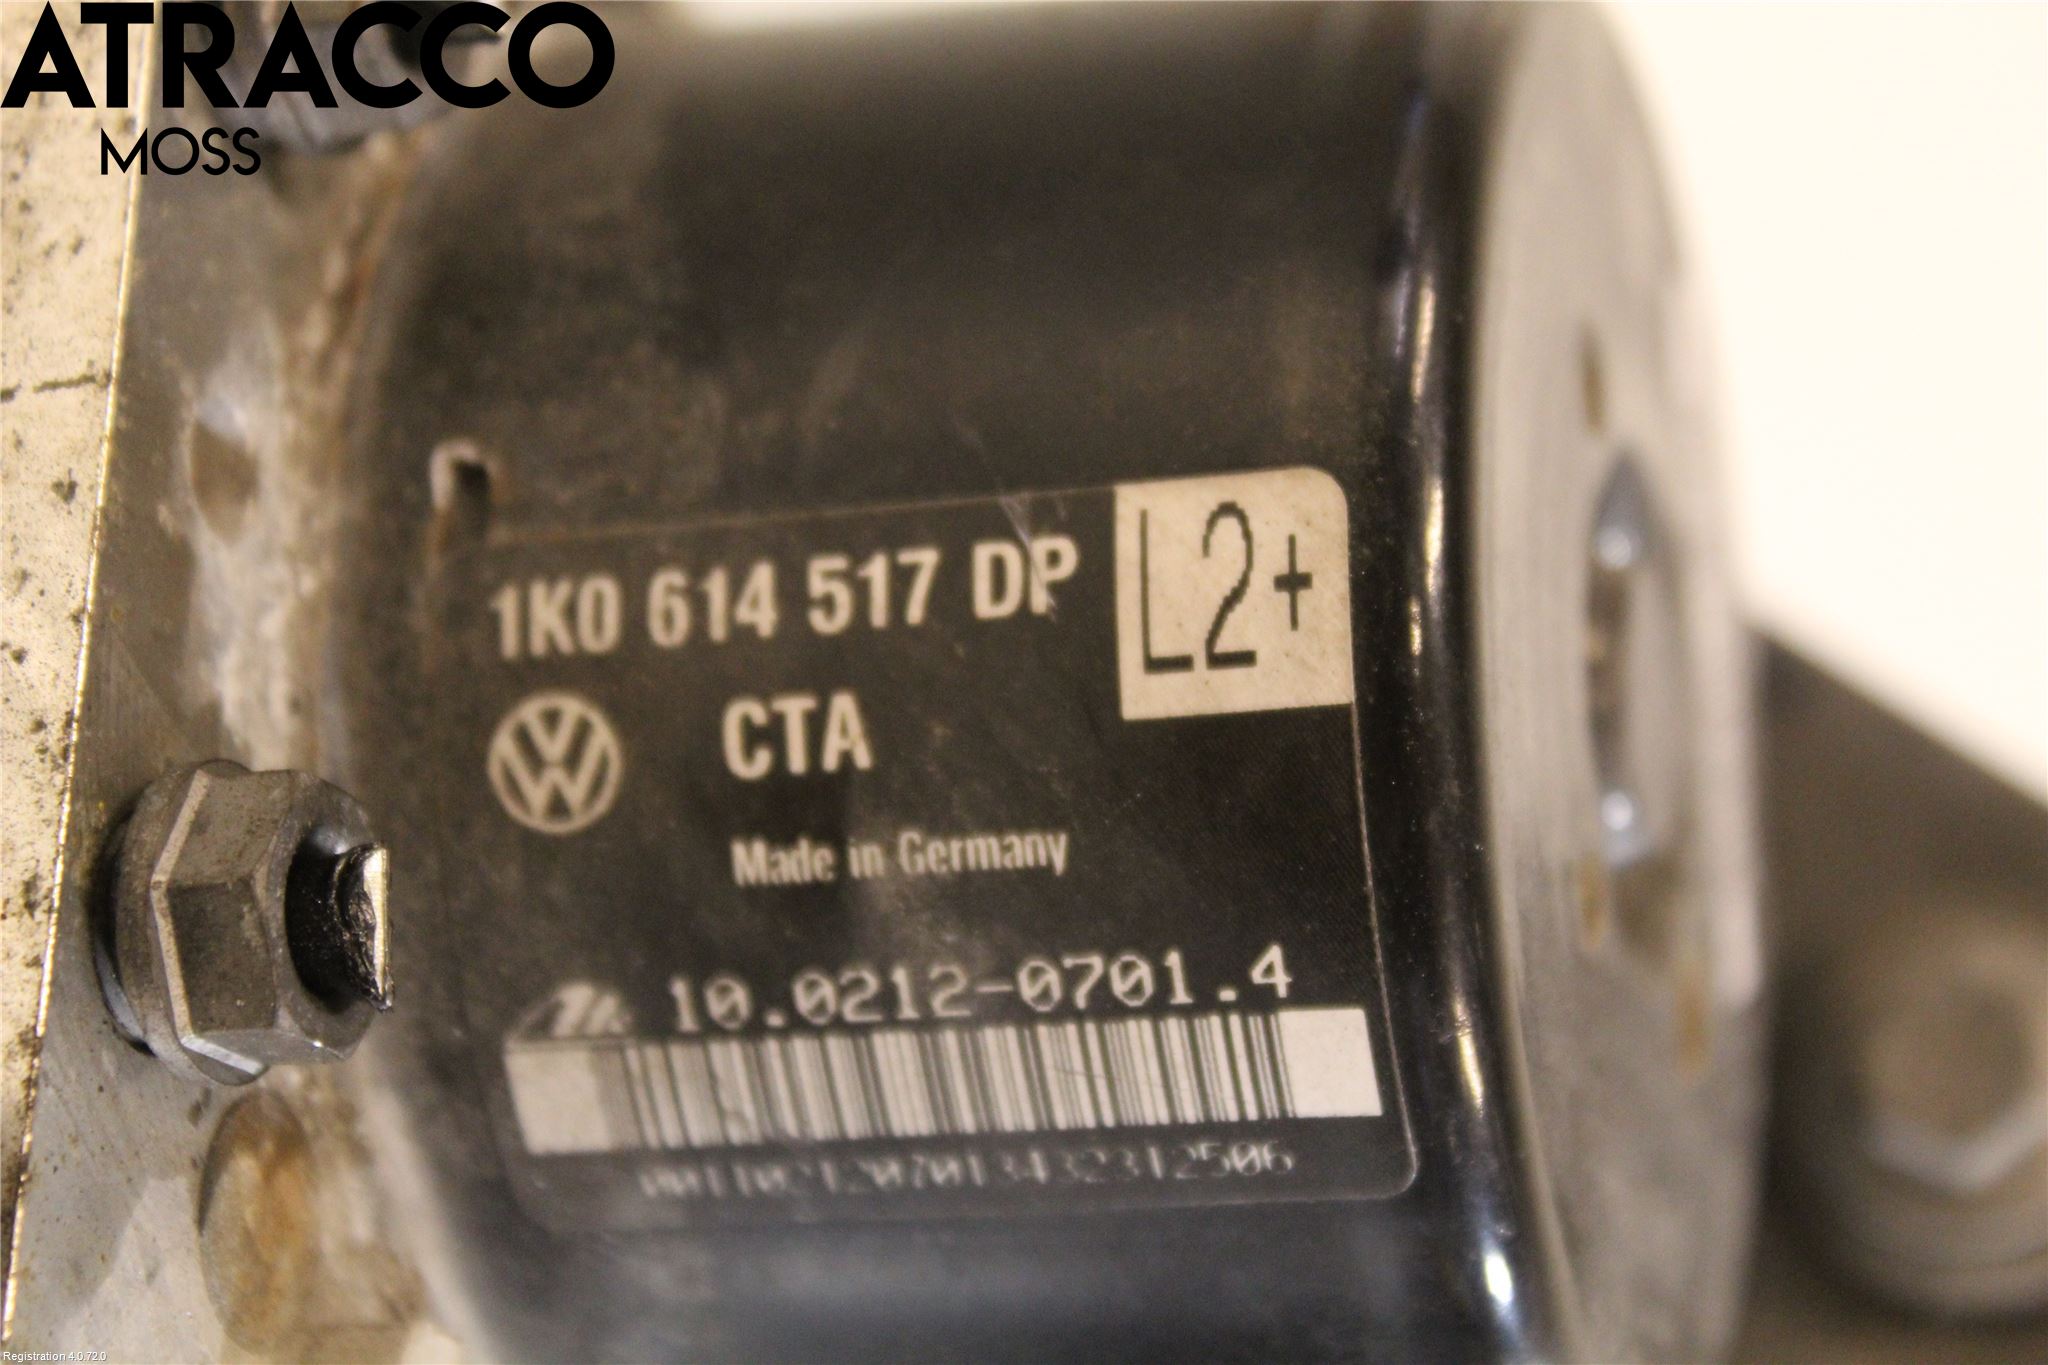 ATRACCO
MOSS
1K0 614 517 DP
L2+
CTA
Made in Germany
10.0212-0701.4
Registration 4.0.72.0